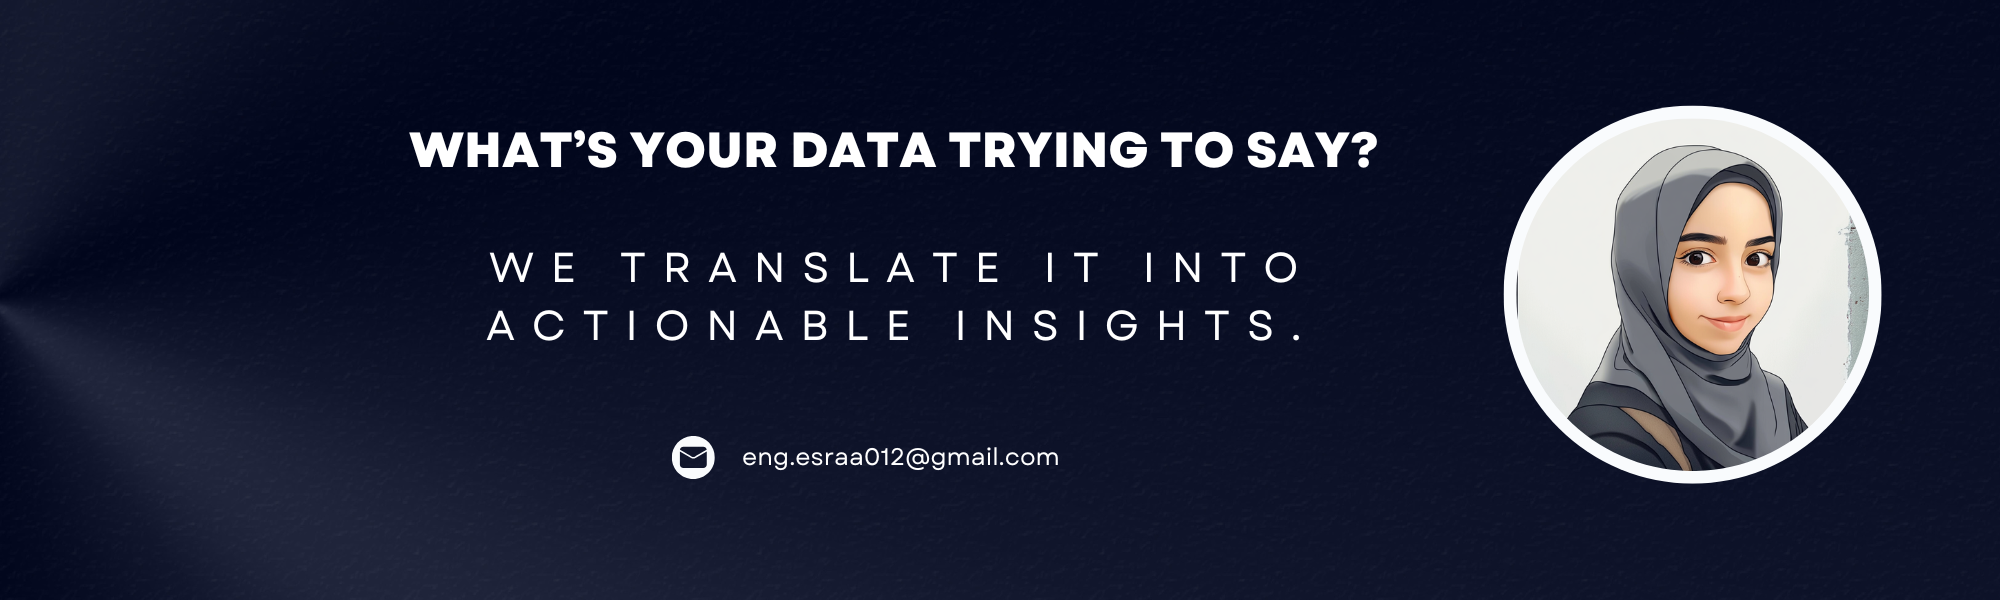 WHAT’S YOUR DATA TRYING TO SAY?
WE TRANSLATE IT INTO
ACTIONABLE INSIGHTS.
eng.esraa012@gmail.com